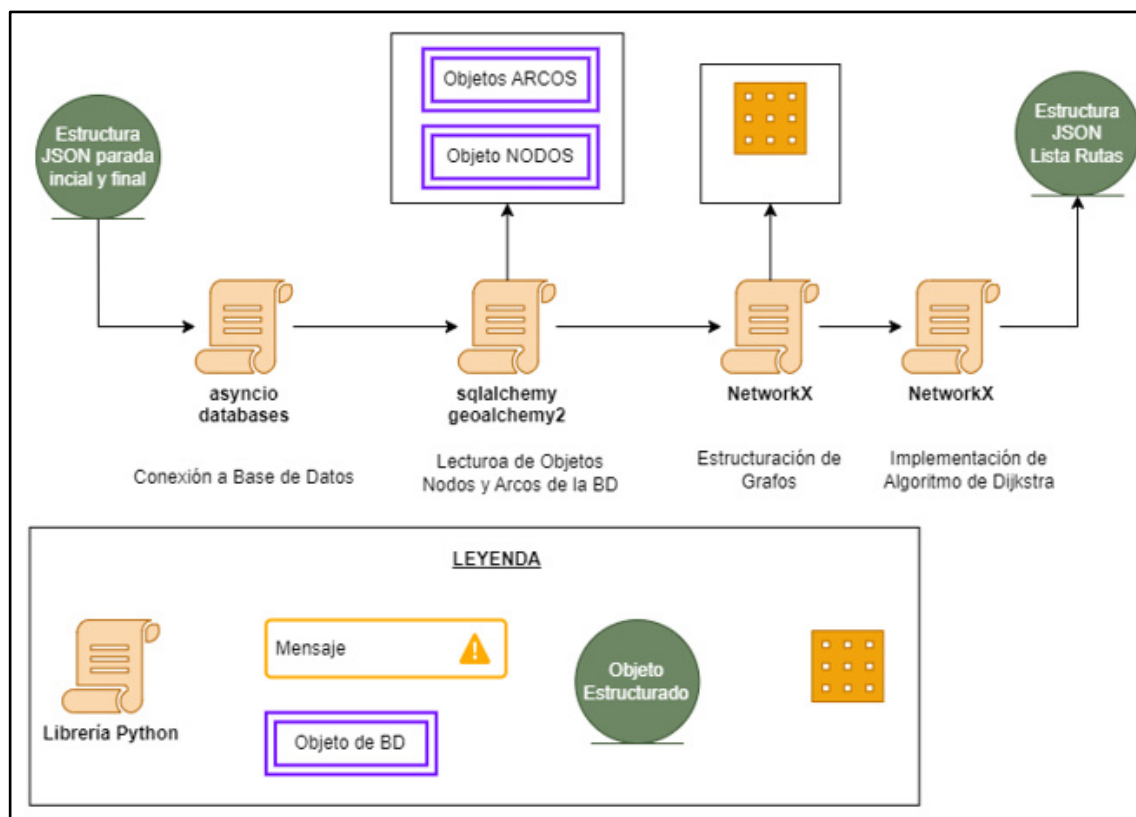 Estructura
JSON parada
incial y final
Objetos ARCOS
Objeto NODOS
Estructura
JSON
Lista Rutas
asyncio
databases
sqlalchemy
geoalchemy2
NetworkX
NetworkX
Conexión a Base de Datos
Lecturoa de Objetos
Nodos y Arcos de la BD
Estructuración de
Grafos
Implementación de
Algoritmo de Dijkstra
LEYENDA
Librería Python
Mensaje
Objeto de BD
Objeto
Estructurado